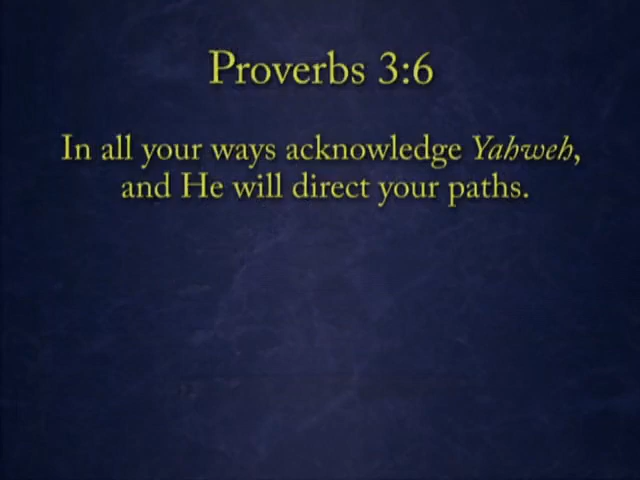 Proverbs 3:6
In all your ways acknowledge Yahweh,
and He will direct your paths.